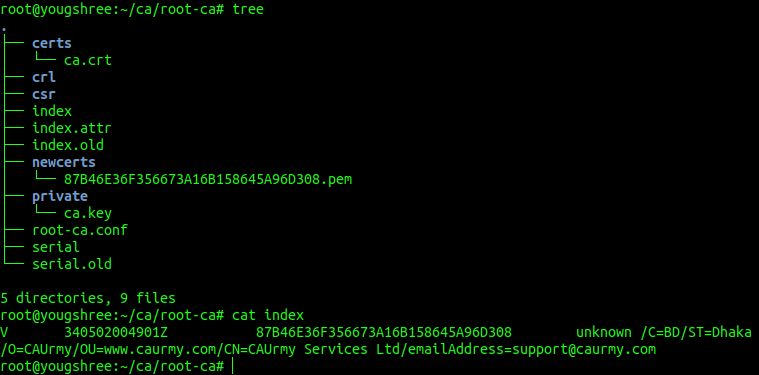 root@yougshree:~/ca/root-ca# tree
.
├── certs
│   └── ca.crt
├── crl
├── csr
├── index
├── index.attr
├── index.old
├── newcerts
│   └── 87B46E36F356673A16B158645A96D308.pem
├── private
│   └── ca.key
├── root-ca.conf
├── serial
└── serial.old
5 directories, 9 files
root@yougshree:~/ca/root-ca# cat index
V       340502004901Z           87B46E36F356673A16B158645A96D308        unknown /C=BD/ST=Dhaka
/O=CAUrmy/OU=www.caurmy.com/CN=CAUrmy Services Ltd/emailAddress=support@caurmy.com
root@yougshree:~/ca/root-ca#